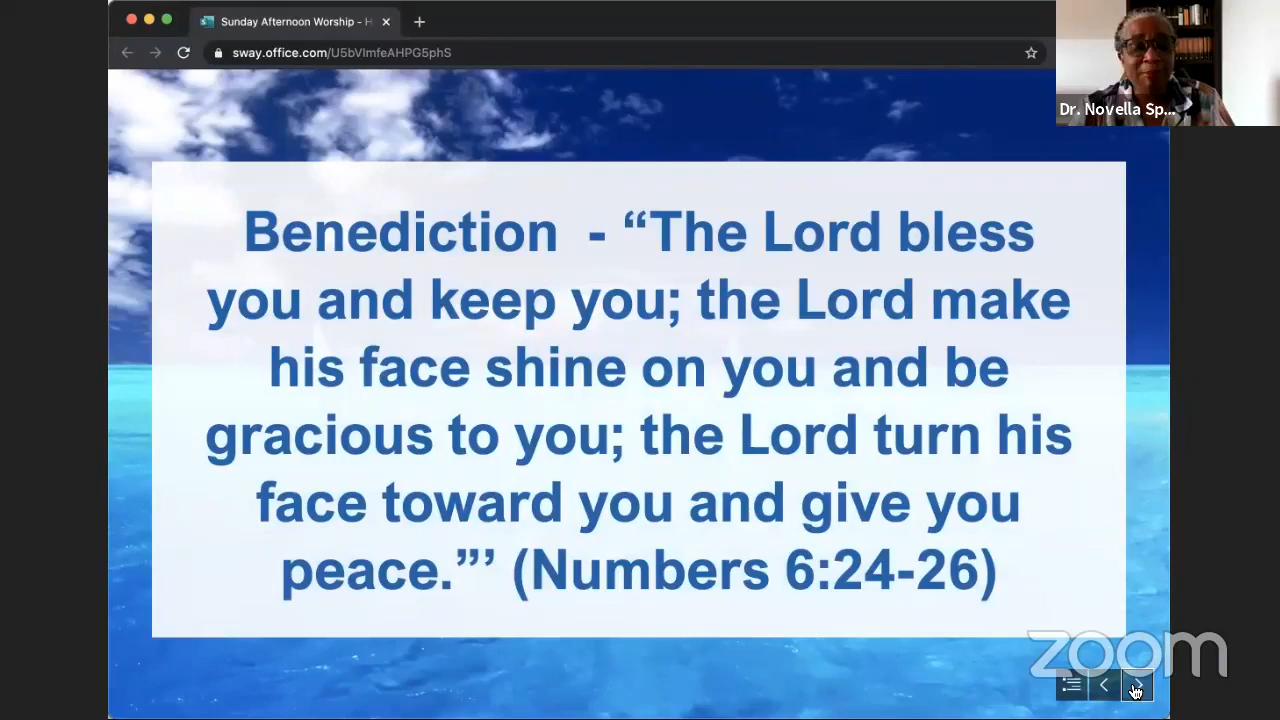 Sunday Afternoon Worship - H
sway.office.com/U5bVlmfeAHPG5phS
Dr. Novella Sp...
Benediction - “The Lord bless
you and keep you; the Lord make
his face shine on you and be
gracious to you; the Lord turn his
face toward you and give you
peace.”’ (Numbers 6:24-26)
zoom